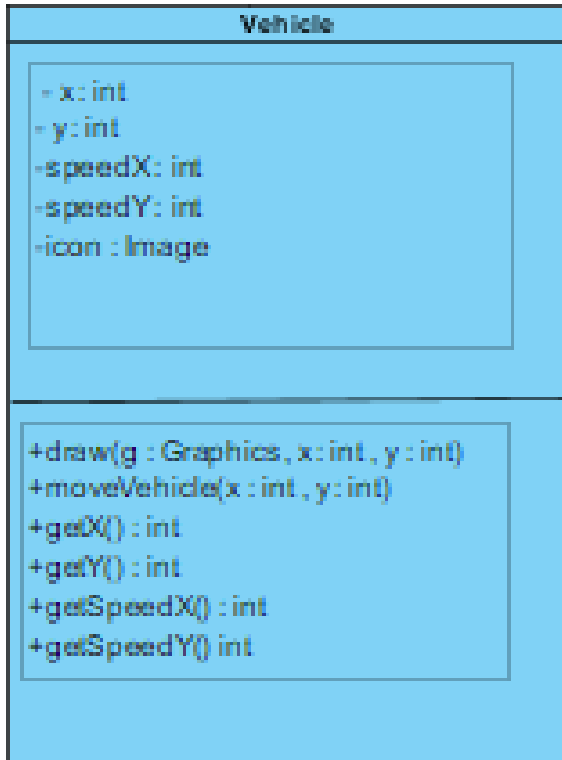 Vehicle
- x : int
- y : int
-speedX : int
-speedY : int
-icon : Image
+draw(g : Graphics , x : int , y : int)
+moveVehicle(x : int , y : int)
+getX() : int
+getY() : int
+getSpeedX() : int
+getSpeedY() int